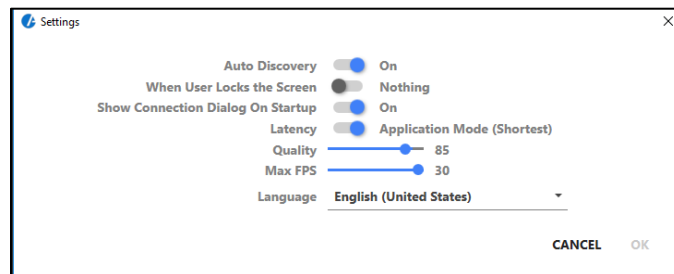 Settings
Auto Discovery On
When User Locks the Screen Nothing
Show Connection Dialog On Startup On
Latency Application Mode (Shortest)
Quality 85
Max FPS 30
Language English (United States)
CANCEL OK